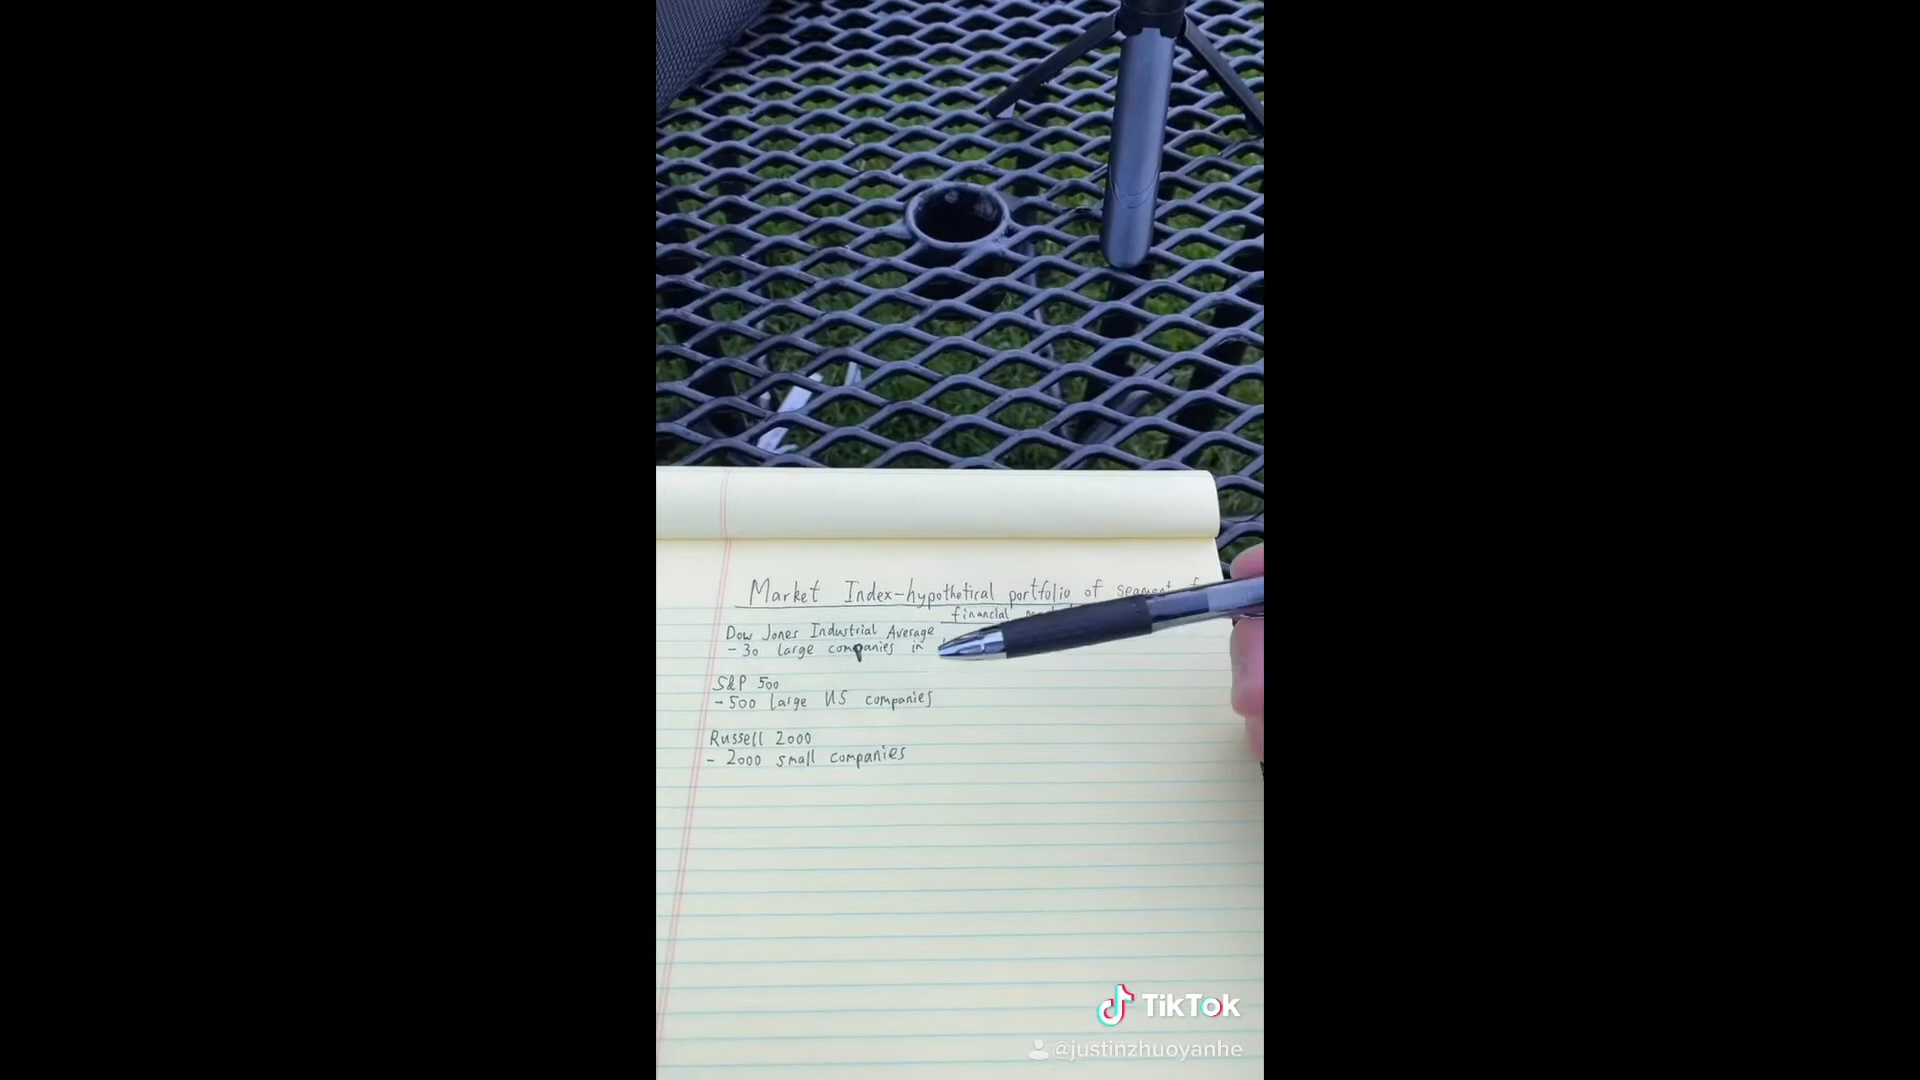 Market Index-hypothetical portfolio of segment
financial
Dow Jones Industrial Average
- 30 large companies in
S&P 500
- 500 large US companies
Russell 2000
- 2000 small companies
TikTok
@justinzhuoyanhe